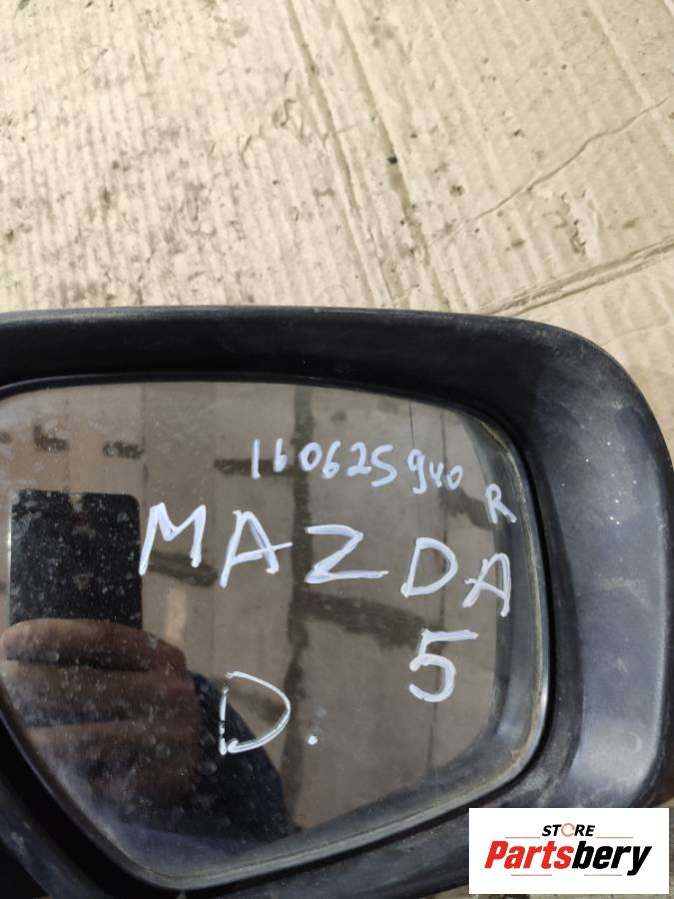 160625940
R
MAZDA
5
D.
STORE
Partsbery